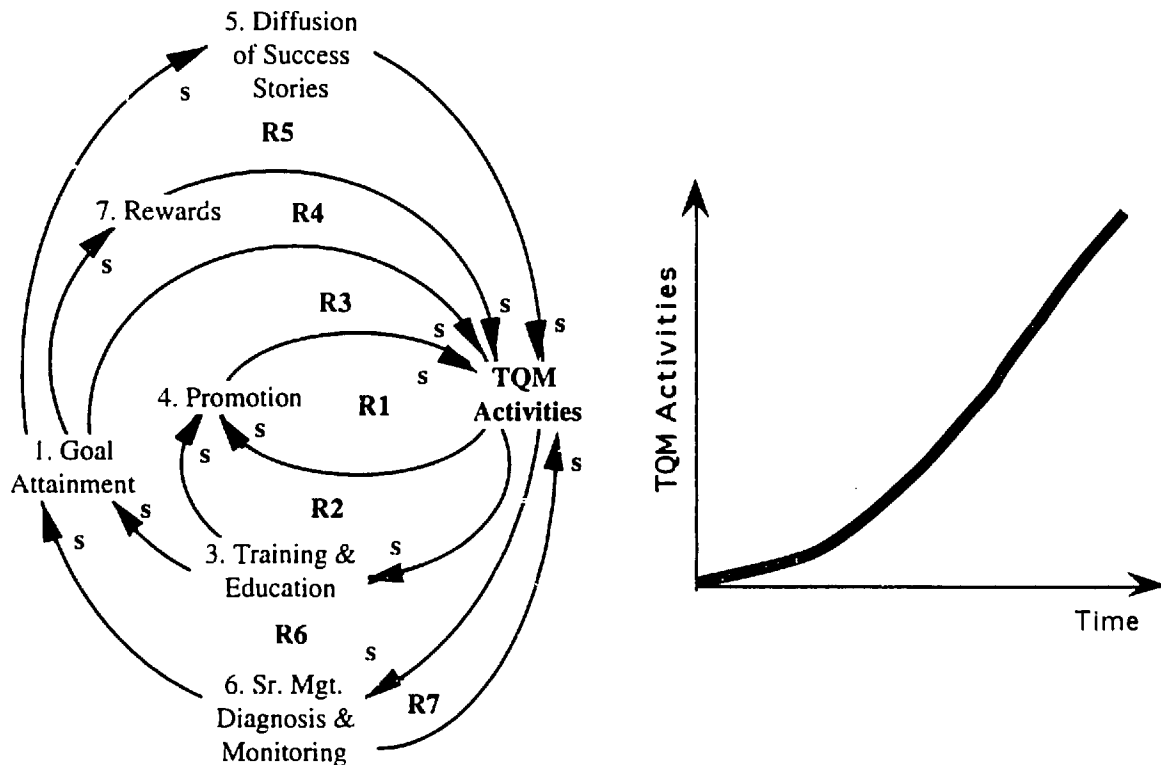 5. Diffusion
of Success
Stories
s
R5
7. Rewards
R4
s
R3
s
s
s
TQM
Activities
4. Promotion
s
R1
s
s
1. Goal
Attainment
s
R2
s
s
3. Training &
Education
s
R6
s
6. Sr. Mgt.
Diagnosis &
Monitoring
R7
TQM Activities
Time